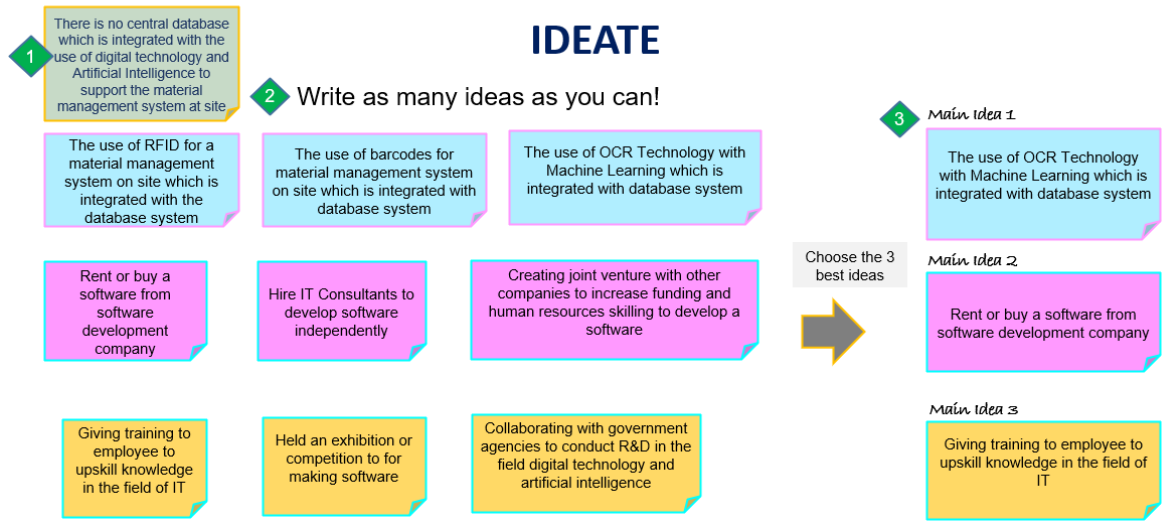 IDEATE
1
There is no central database
which is integrated with the
use of digital technology and
Artificial Intelligence to
support the material
management system at site
2
Write as many ideas as you can!
The use of RFID for a
material management
system on site which is
integrated with the
database system
The use of barcodes for
material management system
on site which is integrated with
database system
The use of OCR Technology with
Machine Learning which is
integrated with database system
Rent or buy a
software from
software
development
company
Hire IT Consultants to
develop software
independently
Creating joint venture with other
companies to increase funding and
human resources skilling to develop a
software
Giving training to
employee to
upskill knowledge
in the field of IT
Held an exhibition or
competition to for
making software
Collaborating with government
agencies to conduct R&D in the
field digital technology and
artificial intelligence
Choose the 3
best ideas
3
Main Idea 1
The use of OCR Technology
with Machine Learning which is
integrated with database system
Main Idea 2
Rent or buy a software from
software development company
Main Idea 3
Giving training to employee to
upskill knowledge in the field of
IT